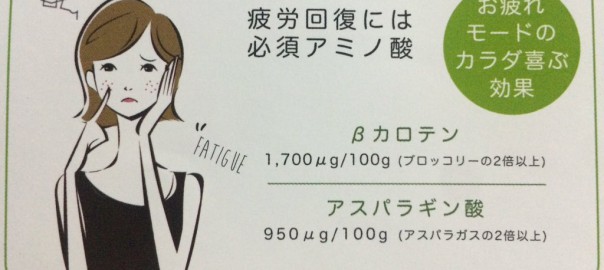 疲労回復には
必須アミノ酸
お疲れ
モードの
カラダ喜ぶ
効果
"FATIGUE
βカロテン
1,700μg/100g (ブロッコリーの2倍以上)
アスパラギン酸
950μg/100g (アスパラガスの2倍以上)